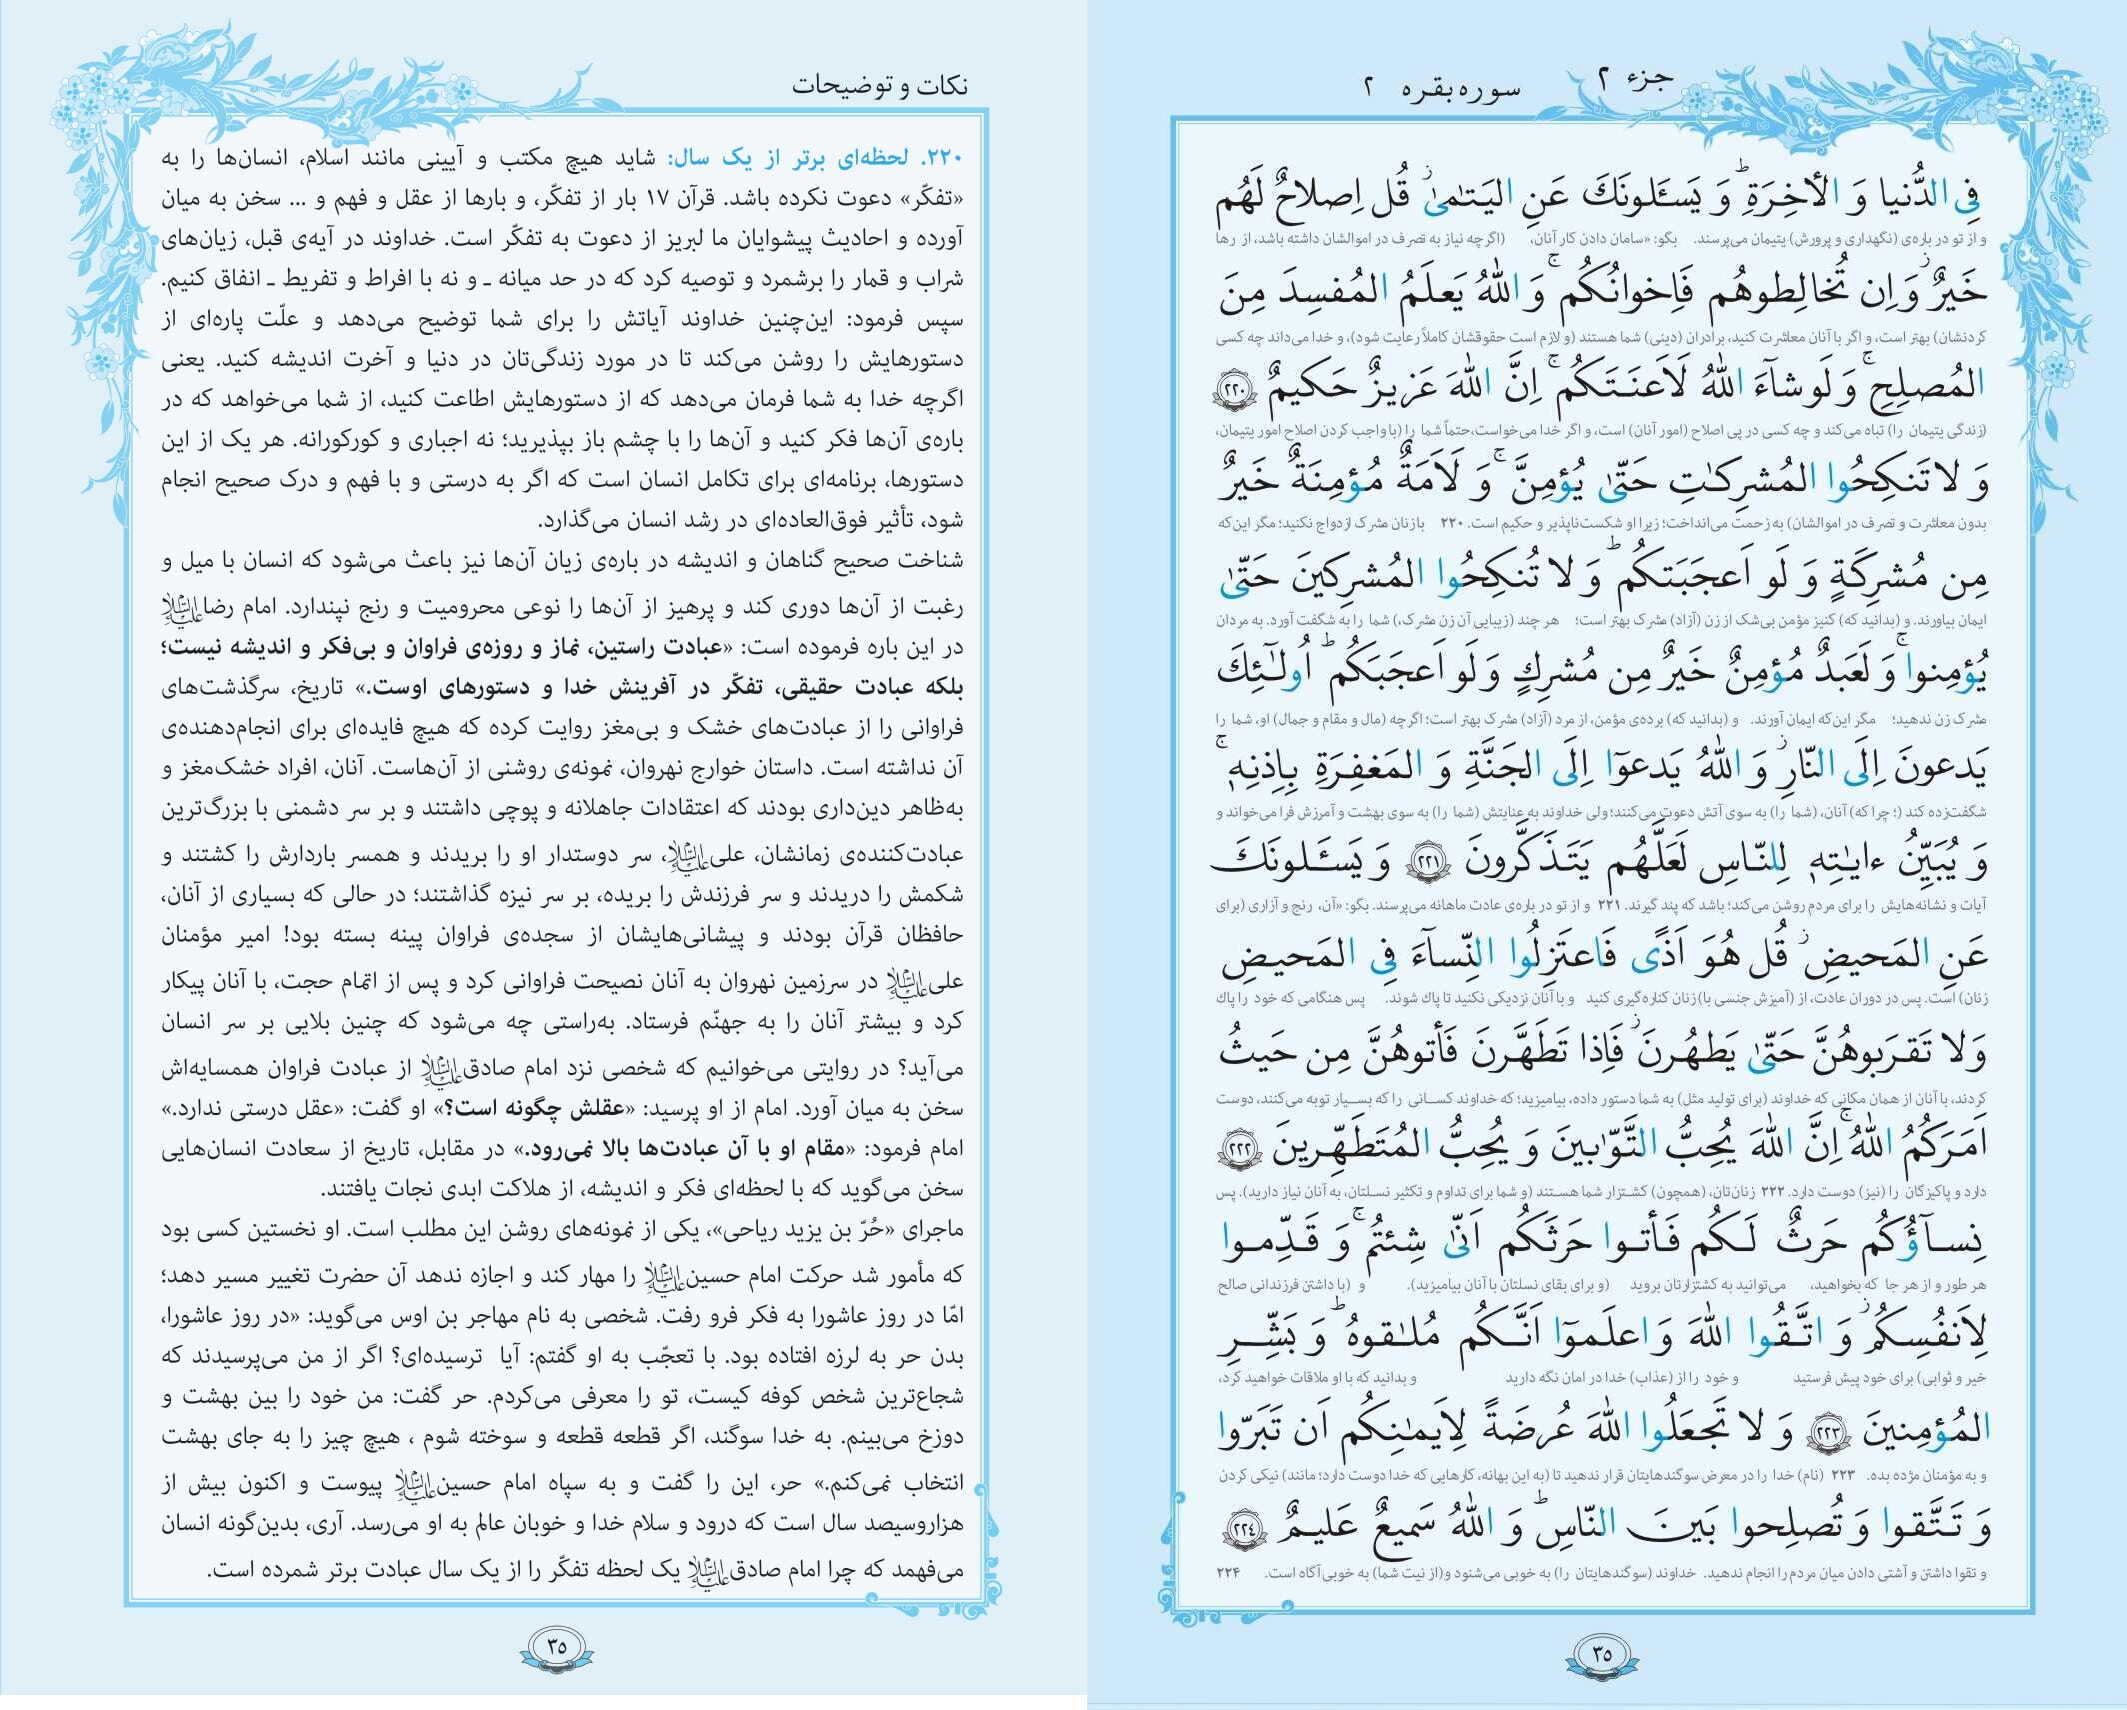 جزء ٢
سوره بقره ٢
فِی الدُّنیا وَ الأخِرَةِ ۗ وَ یَسـَٔلونَكَ عَنِ الیَتـٰمیٰ ۖ قُل اِصلاحٌ لَهُم
و از تو در باره‌ی (نگهداری و پرورش) یتیمان می‌پرسند. بگو: «سامان دادن کار آنان، (اگرچه نیاز به تصرف در اموالشان داشته باشد، از رها
خَیرٌ ۖ وَ اِن تُخالِطوهُم فَاِخوانُکُم ۚ وَ اللهُ یَعلَمُ المُفسِدَ مِنَ
کردنشان) بهتر است، و اگر با آنان معاشرت کنید، برادران (دینی) شما هستند (و لازم است حقوقشان کاملاً رعایت شود)، و خدا می‌داند چه کسی
المُصلِحِ ۚ وَ لَو شآءَ اللهُ لَاَعنَتَکُم ۚ اِنَّ اللهَ عَزیزٌ حَکیمٌ ٢٢٠
(زندگی یتیمان را) تباه می‌کند و چه کسی در پی اصلاح (امور آنان) است، و اگر خدا می‌خواست، حتماً شما را (با واجب کردن اصلاح امور یتیمان،
وَ لا تَنکِحُوا المُشرِکـٰتِ حَتّیٰ یُؤمِنَّ ۚ وَ لَاَمَةٌ مُؤمِنَةٌ خَیرٌ
بدون معاشرت و تصرف در اموالشان) به زحمت می‌انداخت؛ زیرا او شکست‌ناپذیر و حکیم است. ۲۲۰ با زنان مشرک ازدواج نکنید؛ مگر این‌که
مِن مُشرِکَةٍ وَ لَو اَعجَبَتکُم ۗ وَ لا تُنکِحُوا المُشرِکینَ حَتّیٰ
ایمان بیاورند. و (بدانید که) کنیز مؤمن بی‌شک از زن (آزاد) مشرک بهتر است؛ هر چند (زیبایی آن زن مشرک،) شما را به شگفت آورد. به مردان
یُؤمِنوا ۚ وَ لَعَبدٌ مُؤمِنٌ خَیرٌ مِن مُشرِكٍ وَ لَو اَعجَبَکُم ۗ اُولـٰٓئِكَ
مشرک زن ندهید؛ مگر این‌که ایمان آورند. و (بدانید که) برده‌ی مؤمن، از مرد (آزاد) مشرک بهتر است؛ اگرچه (مال و مقام و جمال) او، شما را
یَدعونَ اِلَی النّارِ ۖ وَ اللهُ یَدعوٓا اِلَی الجَنَّةِ وَ المَغفِرَةِ بِاِذنِهٖ ۚ
شگفت‌زده کند (؛ چرا که) آنان، (شما را) به سوی آتش دعوت می‌کنند؛ ولی خداوند به عنایتش (شما را) به سوی بهشت و آمرزش فرا می‌خواند و
وَ یُبَیِّنُ ءایـٰتِهٖ لِلنّاسِ لَعَلَّهُم یَتَذَکَّرونَ ٢٢١ وَ یَسـَٔلونَكَ
آیات و نشانه‌هایش را برای مردم روشن می‌کند؛ باشد که پند گیرند. ۲۲۱ و از تو در باره‌ی عادت ماهانه می‌پرسند. بگو: «آن، رنج و آزاری (برای
عَنِ المَحیضِ ۖ قُل هُوَ اَذًی فَاعتَزِلُوا النِّسآءَ فِی المَحیضِ
زنان) است. پس در دوران عادت، از (آمیزش جنسی با) زنان کناره‌گیری کنید و با آنان نزدیکی نکنید تا پاك شوند. پس هنگامی که خود را پاك
وَلا تَقرَبوهُنَّ حَتّیٰ یَطهُرنَ ۖ فَاِذا تَطَهَّرنَ فَأتوهُنَّ مِن حَیثُ
کردند، با آنان از همان مکانی که خداوند (برای تولید مثل) به شما دستور داده، بیامیزید؛ که خداوند کسانی را که بسیار توبه می‌کنند، دوست
اَمَرَکُمُ اللهُ ۚ اِنَّ اللهَ یُحِبُّ التَّوّٰبینَ وَ یُحِبُّ المُتَطَهِّرینَ ٢٢٢
دارد و پاکیزگان را (نیز) دوست دارد. ۲۲۲ زنان‌تان، (همچون) کشتزار شما هستند (و شما برای تداوم و تکثیر نسلتان، به آنان نیاز دارید). پس
نِسآؤُکُم حَرثٌ لَکُم فَأتوا حَرثَکُم اَنّیٰ شِئتُم ۚ وَ قَدِّموا
هر طور و از هر جا که بخواهید، می‌توانید به کشتزارتان بروید (و برای بقای نسلتان با آنان بیامیزید). و (با داشتن فرزندانی صالح
لِاَنفُسِکُم ۖ وَ اتَّقُوا اللهَ وَ اعلَموٓا اَنَّکُم مُلـٰقوهُ ۗ وَ بَشِّرِ
خیر و ثوابی) برای خود پیش فرستید و خود را از (عذاب) خدا در امان نگه دارید و بدانید که با او ملاقات خواهید کرد،
المُؤمِنینَ ٢٢٣ وَ لا تَجعَلُوا اللهَ عُرضَةً لِاَیمـٰنِکُم اَن تَبَرّوا
و به مؤمنان مژده بده. ۲۲۳ (نام) خدا را در معرض سوگندهایتان قرار ندهید تا (به این بهانه، کارهایی که خدا دوست دارد؛ مانند) نیکی کردن
وَ تَتَّقوا وَ تُصلِحوا بَینَ النّاسِ ۗ وَ اللهُ سَمیعٌ عَلیمٌ ٢٢٤
و تقوا داشتن و آشتی دادن میان مردم را انجام ندهید. خداوند (سوگندهایتان را) به خوبی می‌شنود و (از نیت شما) به خوبی آگاه است. ۲۲۴
٣٥
نکات و توضیحات
۲۲۰. لحظه‌ای برتر از یک سال: شاید هیچ مکتب و آیینی مانند اسلام، انسان‌ها را به
«تفکّر» دعوت نکرده باشد. قرآن ۱۷ بار از تفکّر، و بارها از عقل و فهم و ... سخن به میان
آورده و احادیث پیشوایان ما لبریز از دعوت به تفکّر است. خداوند در آیه‌ی قبل، زیان‌های
شراب و قمار را برشمرد و توصیه کرد که در حد میانه ـ و نه با افراط و تفریط ـ انفاق کنیم.
سپس فرمود: این‌چنین خداوند آیاتش را برای شما توضیح می‌دهد و علّت پاره‌ای از
دستورهایش را روشن می‌کند تا در مورد زندگی‌تان در دنیا و آخرت اندیشه کنید. یعنی
اگرچه خدا به شما فرمان می‌دهد که از دستورهایش اطاعت کنید، از شما می‌خواهد که در
باره‌ی آن‌ها فکر کنید و آن‌ها را با چشم باز بپذیرید؛ نه اجباری و کورکورانه. هر یک از این
دستورها، برنامه‌ای برای تکامل انسان است که اگر به درستی و با فهم و درک صحیح انجام
شود، تأثیر فوق‌العاده‌ای در رشد انسان می‌گذارد.
شناخت صحیح گناهان و اندیشه در باره‌ی زیان آن‌ها نیز باعث می‌شود که انسان با میل و
رغبت از آن‌ها دوری کند و پرهیز از آن‌ها را نوعی محرومیت و رنج نپندارد. امام رضا علیه‌السلام
در این باره فرموده است: «عبادت راستین، نماز و روزه‌ی فراوان و بی‌فکر و اندیشه نیست؛
بلکه عبادت حقیقی، تفکّر در آفرینش خدا و دستورهای اوست.» تاریخ، سرگذشت‌های
فراوانی را از عبادت‌های خشک و بی‌مغز روایت کرده که هیچ فایده‌ای برای انجام‌دهنده‌ی
آن نداشته است. داستان خوارج نهروان، نمونه‌ی روشنی از آن‌هاست. آنان، افراد خشک‌مغز و
به‌ظاهر دین‌داری بودند که اعتقادات جاهلانه و پوچی داشتند و بر سر دشمنی با بزرگ‌ترین
عبادت‌کننده‌ی زمانشان، علی علیه‌السلام، سر دوستدار او را بریدند و همسر باردارش را کشتند و
شکمش را دریدند و سر فرزندش را بریده، بر سر نیزه گذاشتند؛ در حالی که بسیاری از آنان،
حافظان قرآن بودند و پیشانی‌هایشان از سجده‌ی فراوان پینه بسته بود! امیر مؤمنان
علی علیه‌السلام در سرزمین نهروان به آنان نصیحت فراوانی کرد و پس از اتمام حجت، با آنان پیکار
کرد و بیشتر آنان را به جهنّم فرستاد. به‌راستی چه می‌شود که چنین بلایی بر سر انسان
می‌آید؟ در روایتی می‌خوانیم که شخصی نزد امام صادق علیه‌السلام از عبادت فراوان همسایه‌اش
سخن به میان آورد. امام از او پرسید: «عقلش چگونه است؟» او گفت: «عقل درستی ندارد.»
امام فرمود: «مقام او با آن عبادت‌ها بالا نمی‌رود.» در مقابل، تاریخ از سعادت انسان‌هایی
سخن می‌گوید که با لحظه‌ای فکر و اندیشه، از هلاکت ابدی نجات یافتند.
ماجرای «حُرّ بن یزید ریاحی»، یکی از نمونه‌های روشن این مطلب است. او نخستین کسی بود
که مأمور شد حرکت امام حسین علیه‌السلام را مهار کند و اجازه ندهد آن حضرت تغییر مسیر دهد؛
امّا در روز عاشورا به فکر فرو رفت. شخصی به نام مهاجر بن اوس می‌گوید: «در روز عاشورا،
بدن حر به لرزه افتاده بود. با تعجّب به او گفتم: آیا ترسیده‌ای؟ اگر از من می‌پرسیدند که
شجاع‌ترین شخص کوفه کیست، تو را معرفی می‌کردم. حر گفت: من خود را بین بهشت و
دوزخ می‌بینم. به خدا سوگند، اگر قطعه قطعه و سوخته شوم ، هیچ چیز را به جای بهشت
انتخاب نمی‌کنم.» حر، این را گفت و به سپاه امام حسین علیه‌السلام پیوست و اکنون بیش از
هزاروسیصد سال است که درود و سلام خدا و خوبان عالم به او می‌رسد. آری، بدین‌گونه انسان
می‌فهمد که چرا امام صادق علیه‌السلام یک لحظه تفکّر را از یک سال عبادت برتر شمرده است.
٣٥